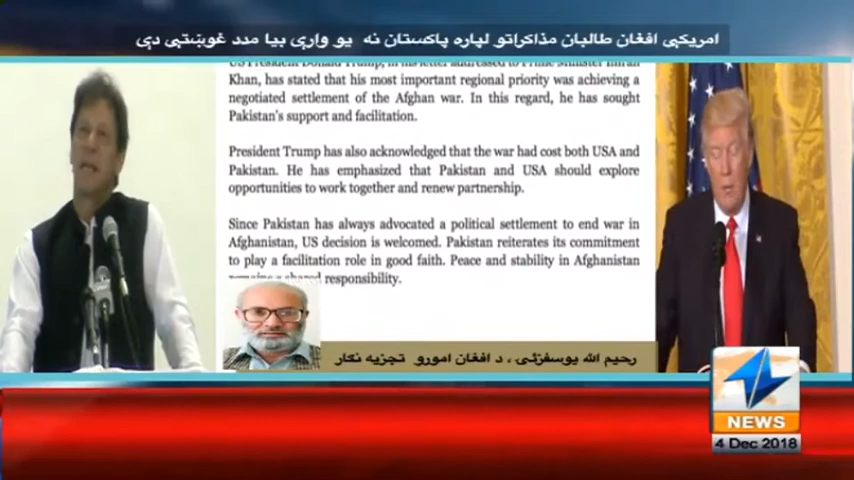 امریکې افغان طالبان مذاکراتو لپاره پاکستان نه یو واري بیا مدد غوښتې دې
US President Donald Trump, in his letter addressed to Prime Minister Imran
Khan, has stated that his most important regional priority was achieving a
negotiated settlement of the Afghan war. In this regard, he has sought
Pakistan's support and facilitation.
President Trump has also acknowledged that the war had cost both USA and
Pakistan. He has emphasized that Pakistan and USA should explore
opportunities to work together and renew partnership.
Since Pakistan has always advocated a political settlement to end war in
Afghanistan, US decision is welcomed. Pakistan reiterates its commitment
to play a facilitation role in good faith. Peace and stability in Afghanistan
remains a shared responsibility.
رحیم الله یوسفزئی ، د افغان امورو تجزیه نگار
NEWS
4 Dec 2018